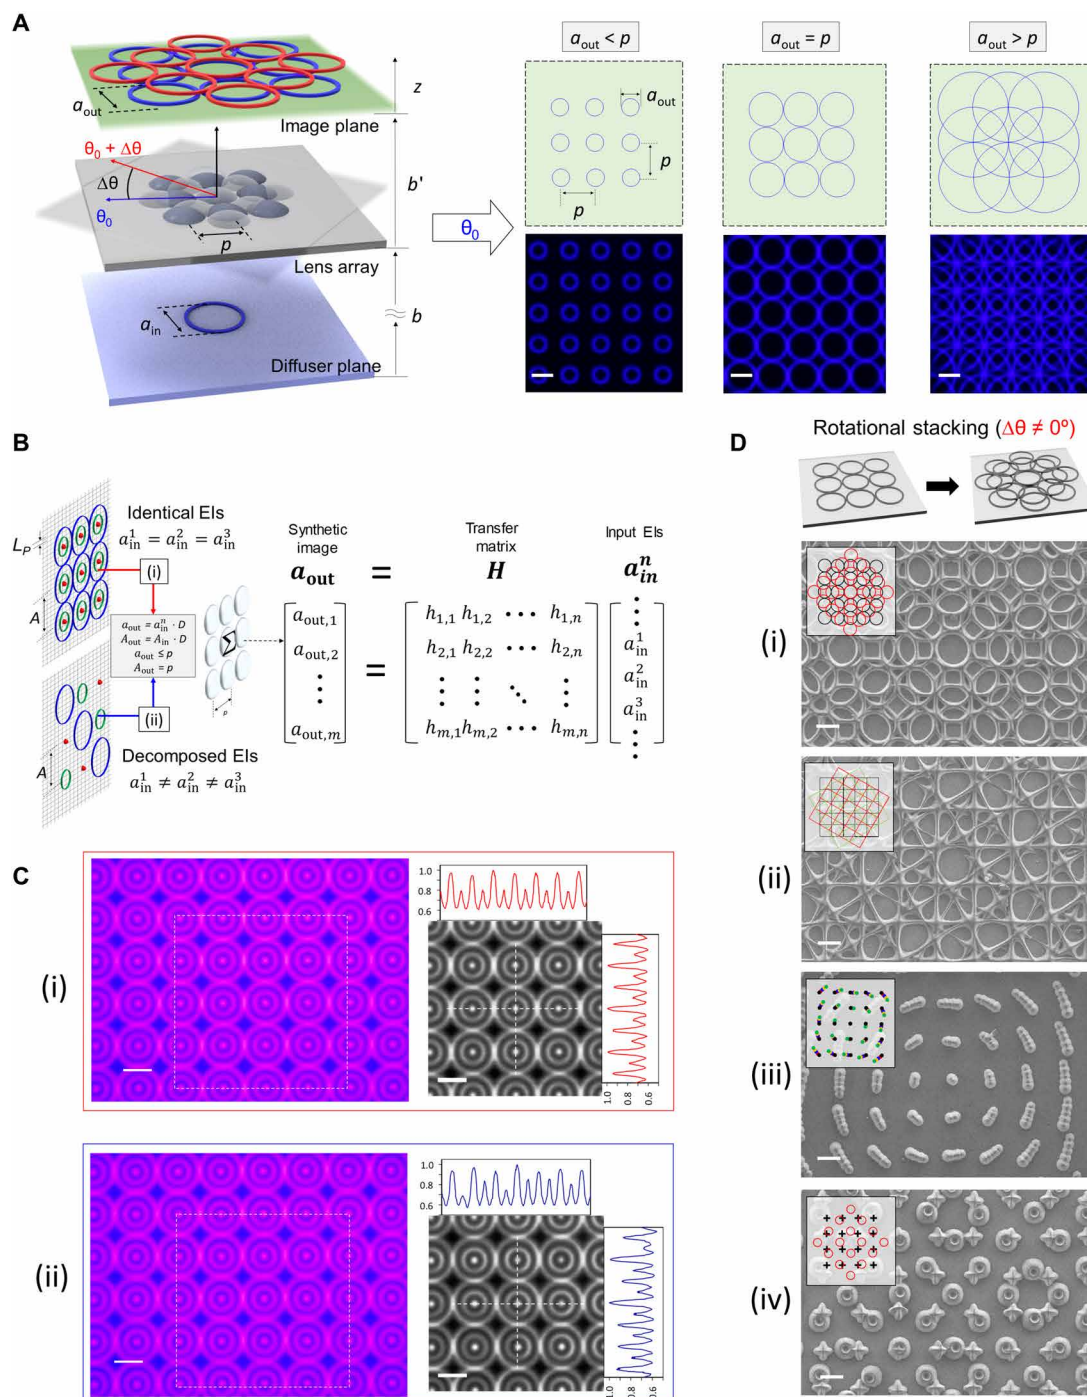 A
a_out
Image plane
z
θ₀ + Δθ
Δθ
θ₀
p
b'
Lens array
a_in
b
Diffuser plane
θ₀
a_out < p
a_out = p
a_out > p
a_out
p
p
B
L_P
A
Identical EIs
a_in^1 = a_in^2 = a_in^3
(i)
a_out = a_in^n · D
A_out = A_in · D
a_out ≤ p
A_out = p
(ii)
A
Decomposed EIs
a_in^1 ≠ a_in^2 ≠ a_in^3
Σ
p
Synthetic image
Transfer matrix
Input EIs
a_out = H a_in^n
a_out,1
a_out,2
⋮
a_out,m
=
h_1,1 h_1,2 ⋯ h_1,n
h_2,1 h_2,2 ⋯ h_2,n
⋮ ⋮ ⋱ ⋮
h_m,1 h_m,2 ⋯ h_m,n
⋮
a_in^1
a_in^2
a_in^3
⋮
C
(i)
1.0
0.8
0.6
1.0
0.8
0.6
(ii)
1.0
0.8
0.6
1.0
0.8
0.6
D
Rotational stacking (Δθ ≠ 0º)
(i)
(ii)
(iii)
(iv)